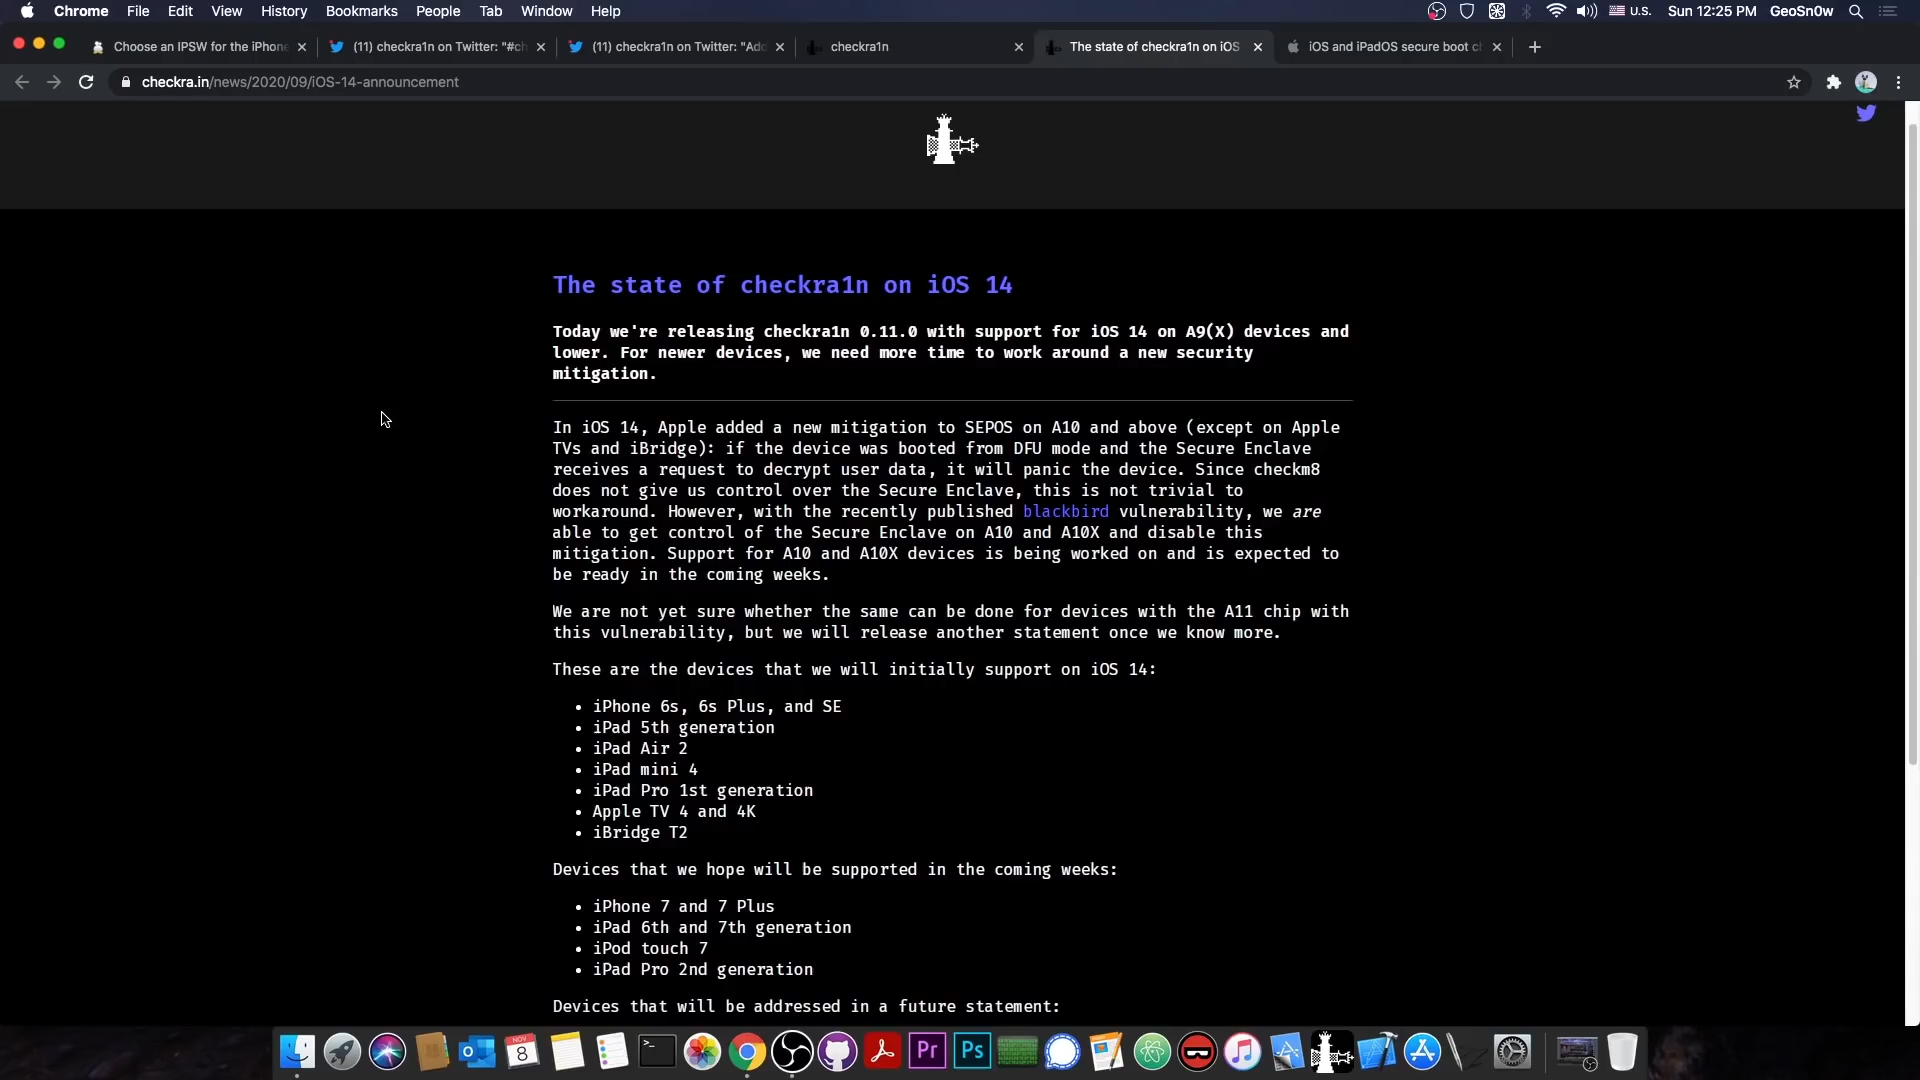 Chrome File Edit View History Bookmarks People Tab Window Help U.S. Sun 12:25 PM GeoSn0w
Choose an IPSW for the iPhone (11) checkra1n on Twitter: "#ch (11) checkra1n on Twitter: "Add checkra1n The state of checkra1n on iOS iOS and iPadOS secure boot ch
checkra.in/news/2020/09/iOS-14-announcement
The state of checkra1n on iOS 14
Today we're releasing checkra1n 0.11.0 with support for iOS 14 on A9(X) devices and
lower. For newer devices, we need more time to work around a new security
mitigation.
In iOS 14, Apple added a new mitigation to SEPOS on A10 and above (except on Apple
TVs and iBridge): if the device was booted from DFU mode and the Secure Enclave
receives a request to decrypt user data, it will panic the device. Since checkm8
does not give us control over the Secure Enclave, this is not trivial to
workaround. However, with the recently published blackbird vulnerability, we are
able to get control of the Secure Enclave on A10 and A10X and disable this
mitigation. Support for A10 and A10X devices is being worked on and is expected to
be ready in the coming weeks.
We are not yet sure whether the same can be done for devices with the A11 chip with
this vulnerability, but we will release another statement once we know more.
These are the devices that we will initially support on iOS 14:
• iPhone 6s, 6s Plus, and SE
• iPad 5th generation
• iPad Air 2
• iPad mini 4
• iPad Pro 1st generation
• Apple TV 4 and 4K
• iBridge T2
Devices that we hope will be supported in the coming weeks:
• iPhone 7 and 7 Plus
• iPad 6th and 7th generation
• iPod touch 7
• iPad Pro 2nd generation
Devices that will be addressed in a future statement:
NOV 8 Pr Ps